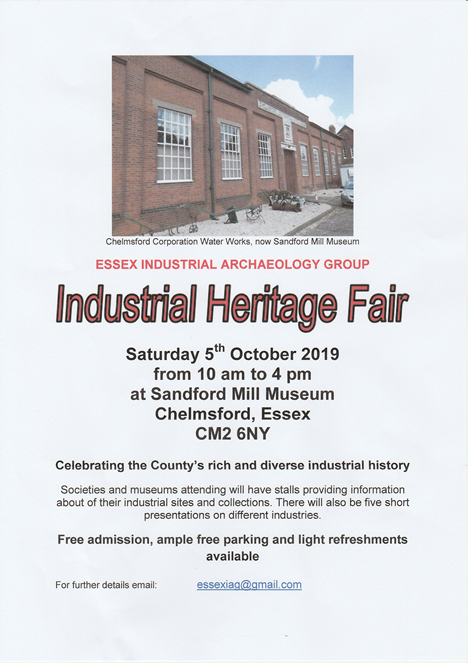 Chelmsford Corporation Water Works, now Sandford Mill Museum
ESSEX INDUSTRIAL ARCHAEOLOGY GROUP
Industrial Heritage Fair
Saturday 5th October 2019
from 10 am to 4 pm
at Sandford Mill Museum
Chelmsford, Essex
CM2 6NY
Celebrating the County's rich and diverse industrial history
Societies and museums attending will have stalls providing information
about of their industrial sites and collections. There will also be five short
presentations on different industries.
Free admission, ample free parking and light refreshments
available
For further details email: essexiag@gmail.com